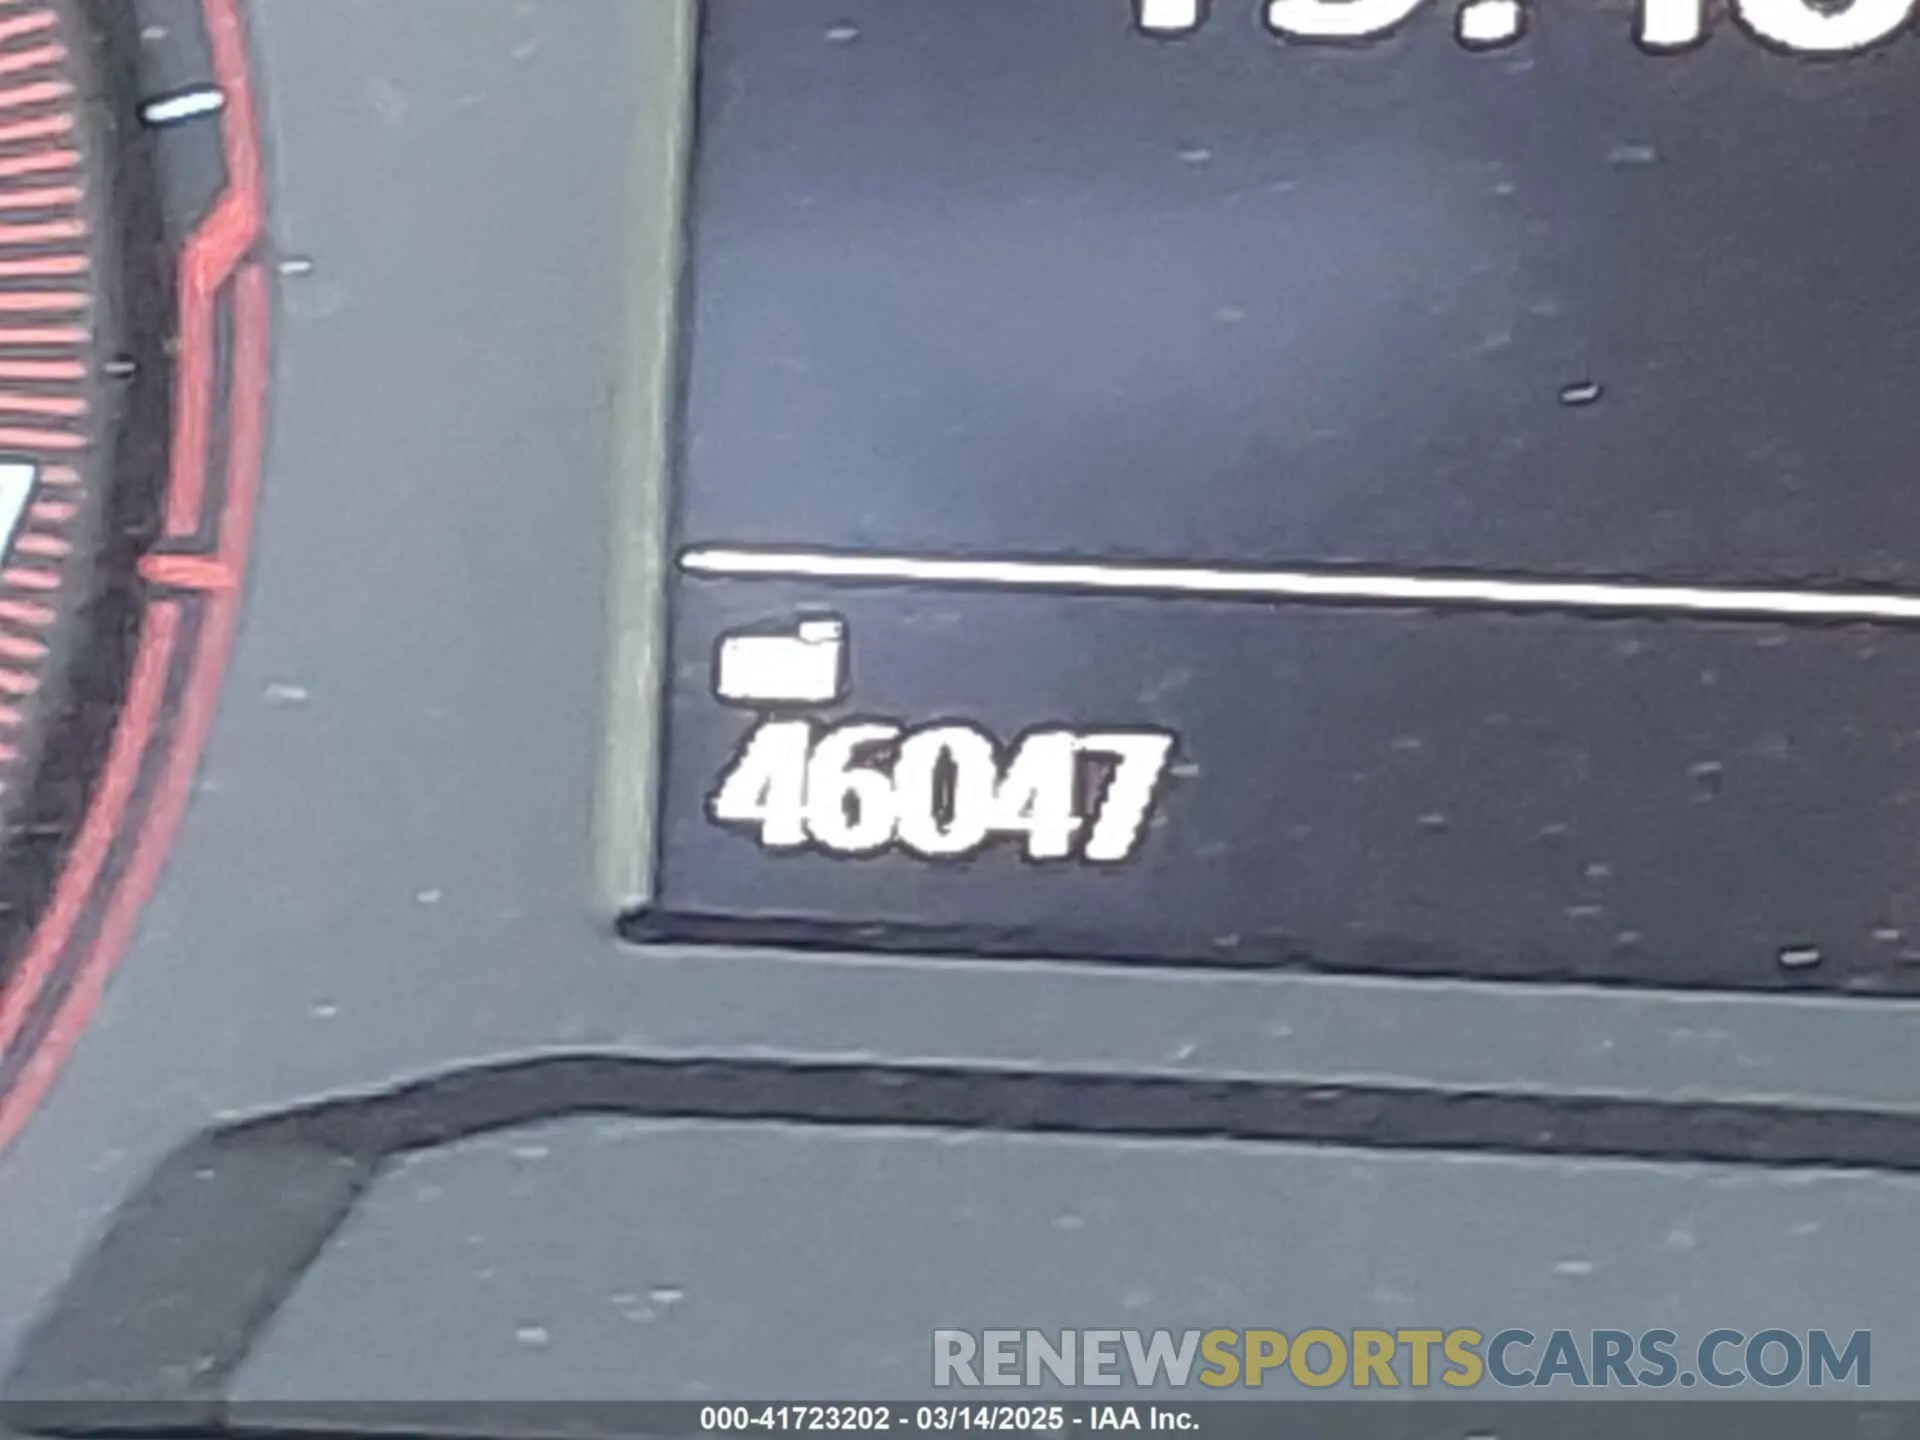 46047
RENEWSPORTSCARS.COM
000-41723202 - 03/14/2025 - IAA Inc.